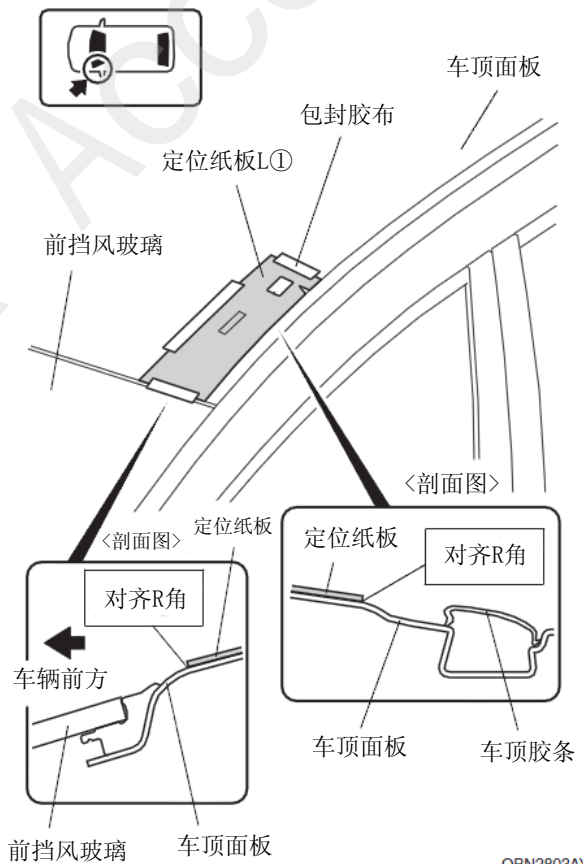 车顶面板
包封胶布
定位纸板L①
前挡风玻璃
〈剖面图〉
定位纸板
对齐R角
车辆前方
前挡风玻璃
车顶面板
〈剖面图〉
定位纸板
对齐R角
车顶面板
车顶胶条